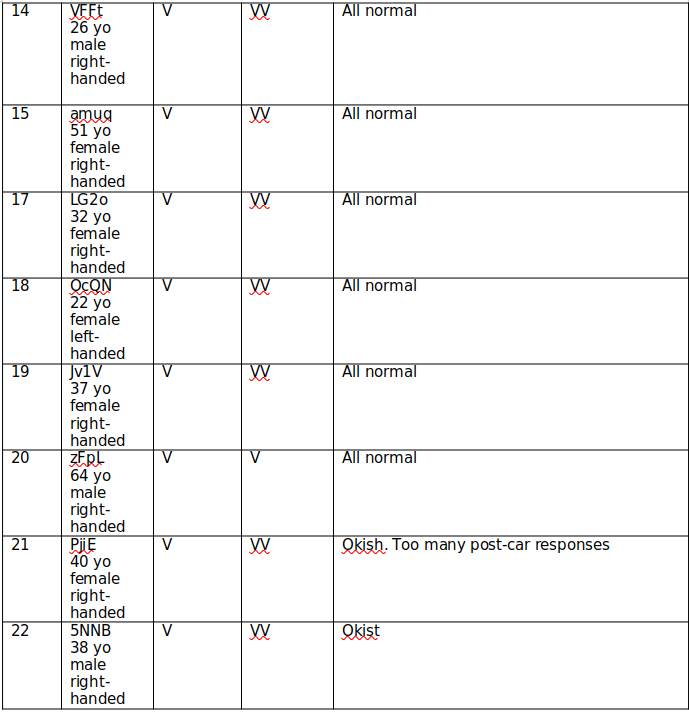 14 VFFt V VV All normal
26 yo
male
right-
handed
15 amuq V VV All normal
51 yo
female
right-
handed
17 LG2o V VV All normal
32 yo
female
right-
handed
18 QcQN V VV All normal
22 yo
female
left-
handed
19 Jv1V V VV All normal
37 yo
female
right-
handed
20 zFpL V V All normal
64 yo
male
right-
handed
21 PjiE V VV Okish. Too many post-car responses
40 yo
female
right-
handed
22 5NNB V VV Okist
38 yo
male
right-
handed